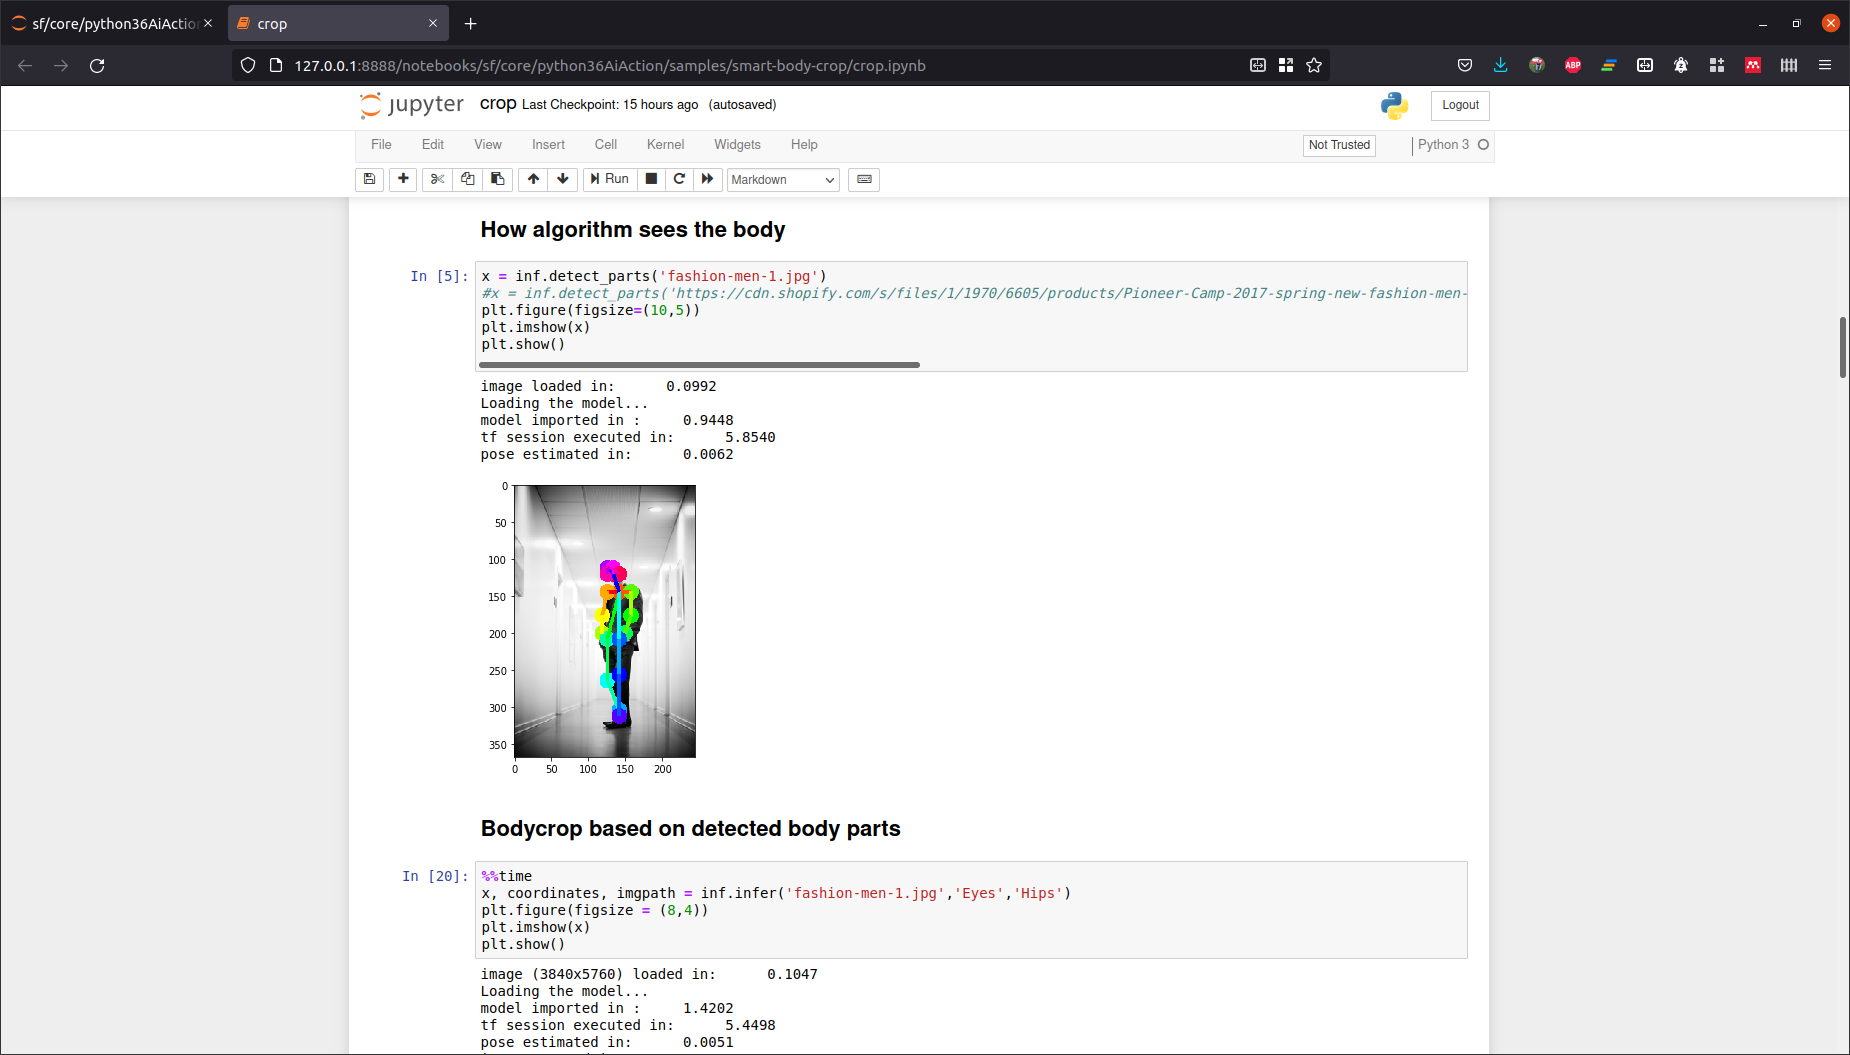 sf/core/python36AiActio
crop
127.0.0.1:8888/notebooks/sf/core/python36AiAction/samples/smart-body-crop/crop.ipynb
ABP
jupyter crop Last Checkpoint: 15 hours ago (autosaved)
Logout
File Edit View Insert Cell Kernel Widgets Help
Not Trusted
Python 3
Run
Markdown
How algorithm sees the body
In [5]: x = inf.detect_parts('fashion-men-1.jpg')
#x = inf.detect_parts('https://cdn.shopify.com/s/files/1/1970/6605/products/Pioneer-Camp-2017-spring-new-fashion-men-
plt.figure(figsize=(10,5))
plt.imshow(x)
plt.show()
image loaded in: 0.0992
Loading the model...
model imported in : 0.9448
tf session executed in: 5.8540
pose estimated in: 0.0062
0
50
100
150
200
250
300
350
0 50 100 150 200
Bodycrop based on detected body parts
In [20]: %%time
x, coordinates, imgpath = inf.infer('fashion-men-1.jpg','Eyes','Hips')
plt.figure(figsize = (8,4))
plt.imshow(x)
plt.show()
image (3840x5760) loaded in: 0.1047
Loading the model...
model imported in : 1.4202
tf session executed in: 5.4498
pose estimated in: 0.0051